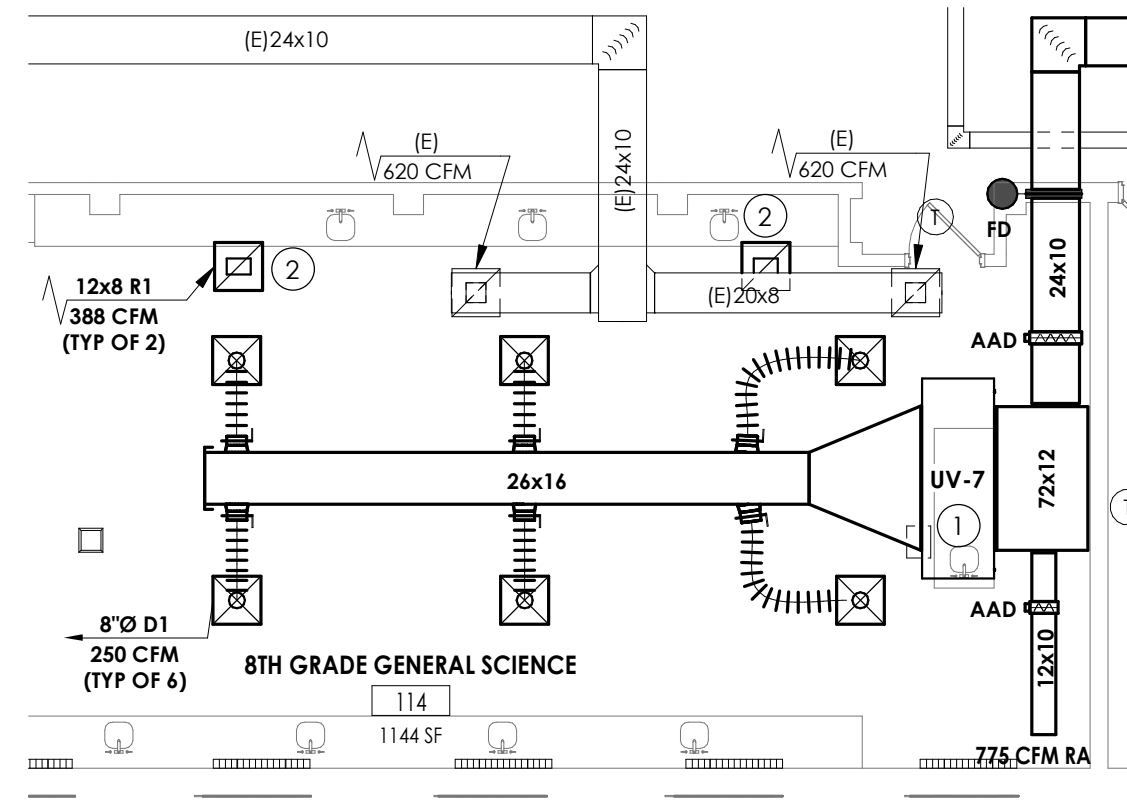 (E)24x10
(E)
620 CFM
(E)
620 CFM
(E)24x10
2
T
FD
2
12x8 R1
388 CFM
(TYP OF 2)
(E)20x8
24x10
AAD
26x16
UV-7
72x12
1
AAD
8"Ø D1
250 CFM
(TYP OF 6)
8TH GRADE GENERAL SCIENCE
114
1144 SF
12x10
775 CFM RA